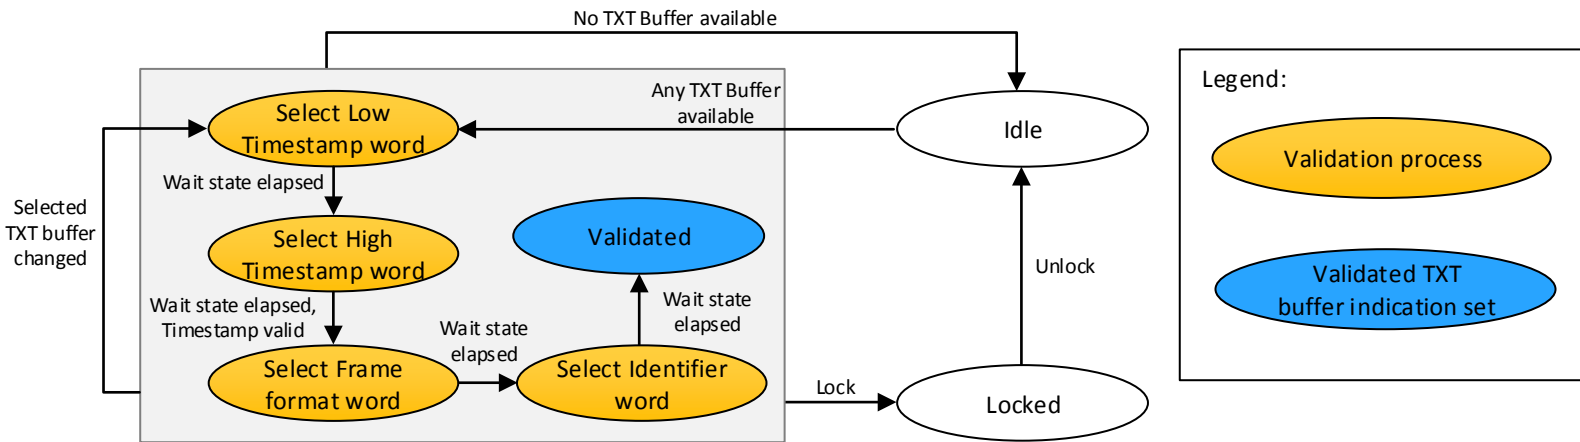 No TXT Buffer available
Any TXT Buffer
available
Select Low
Timestamp word
Idle
Wait state elapsed
Selected
TXT buffer
changed
Select High
Timestamp word
Validated
Unlock
Wait state elapsed,
Timestamp valid
Wait state
elapsed
Wait state
elapsed
Select Frame
format word
Select Identifier
word
Lock
Locked
Legend:
Validation process
Validated TXT
buffer indication set